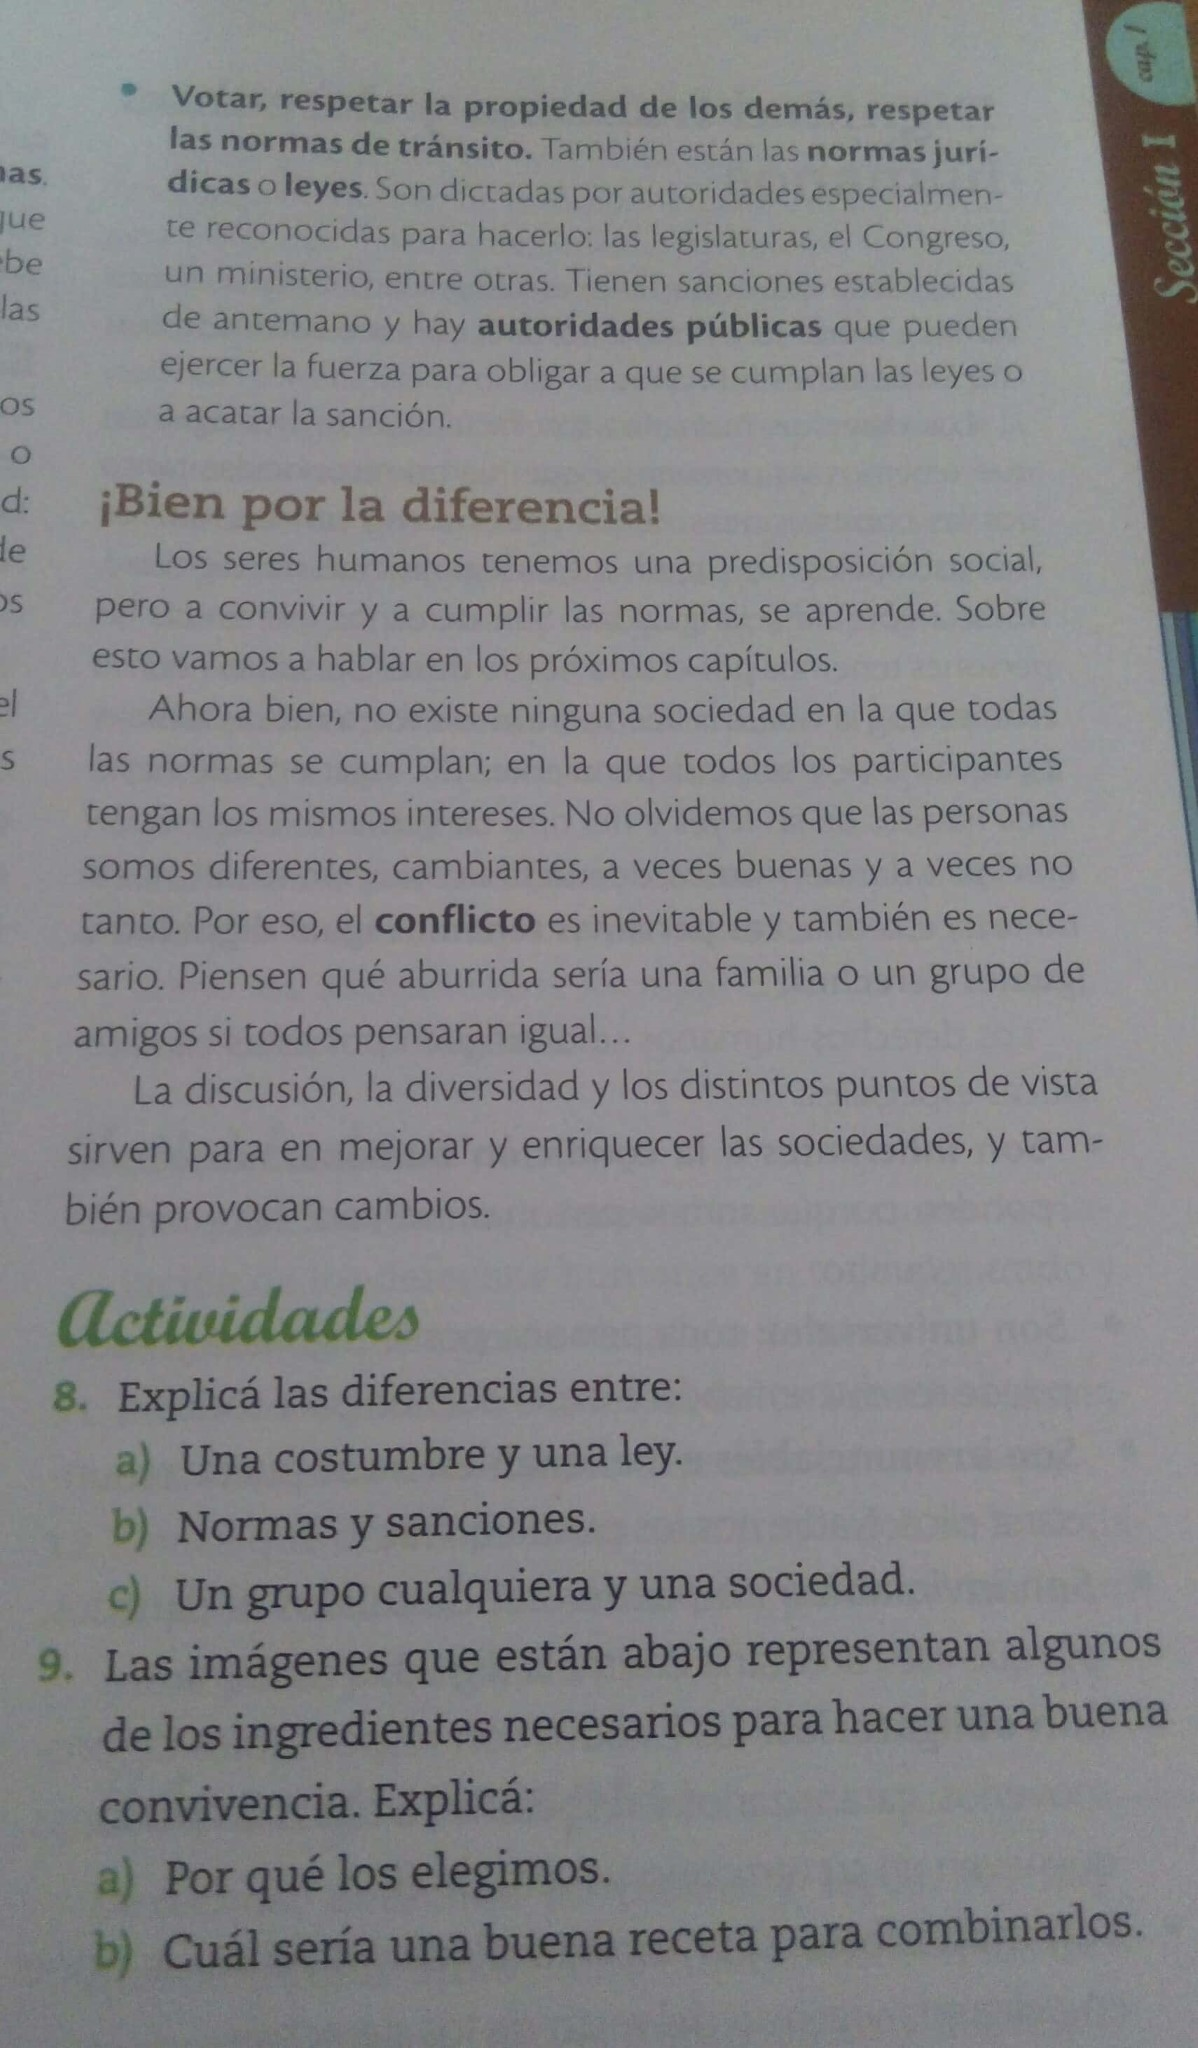 cap. 1
Sección I
• Votar, respetar la propiedad de los demás, respetar
las normas de tránsito. También están las normas jurí-
dicas o leyes. Son dictadas por autoridades especialmen-
te reconocidas para hacerlo: las legislaturas, el Congreso,
un ministerio, entre otras. Tienen sanciones establecidas
de antemano y hay autoridades públicas que pueden
ejercer la fuerza para obligar a que se cumplan las leyes o
a acatar la sanción.
¡Bien por la diferencia!
Los seres humanos tenemos una predisposición social,
pero a convivir y a cumplir las normas, se aprende. Sobre
esto vamos a hablar en los próximos capítulos.
Ahora bien, no existe ninguna sociedad en la que todas
las normas se cumplan; en la que todos los participantes
tengan los mismos intereses. No olvidemos que las personas
somos diferentes, cambiantes, a veces buenas y a veces no
tanto. Por eso, el conflicto es inevitable y también es nece-
sario. Piensen qué aburrida sería una familia o un grupo de
amigos si todos pensaran igual...
La discusión, la diversidad y los distintos puntos de vista
sirven para en mejorar y enriquecer las sociedades, y tam-
bién provocan cambios.
Actividades
8. Explicá las diferencias entre:
a) Una costumbre y una ley.
b) Normas y sanciones.
c) Un grupo cualquiera y una sociedad.
9. Las imágenes que están abajo representan algunos
de los ingredientes necesarios para hacer una buena
convivencia. Explicá:
a) Por qué los elegimos.
b) Cuál sería una buena receta para combinarlos.